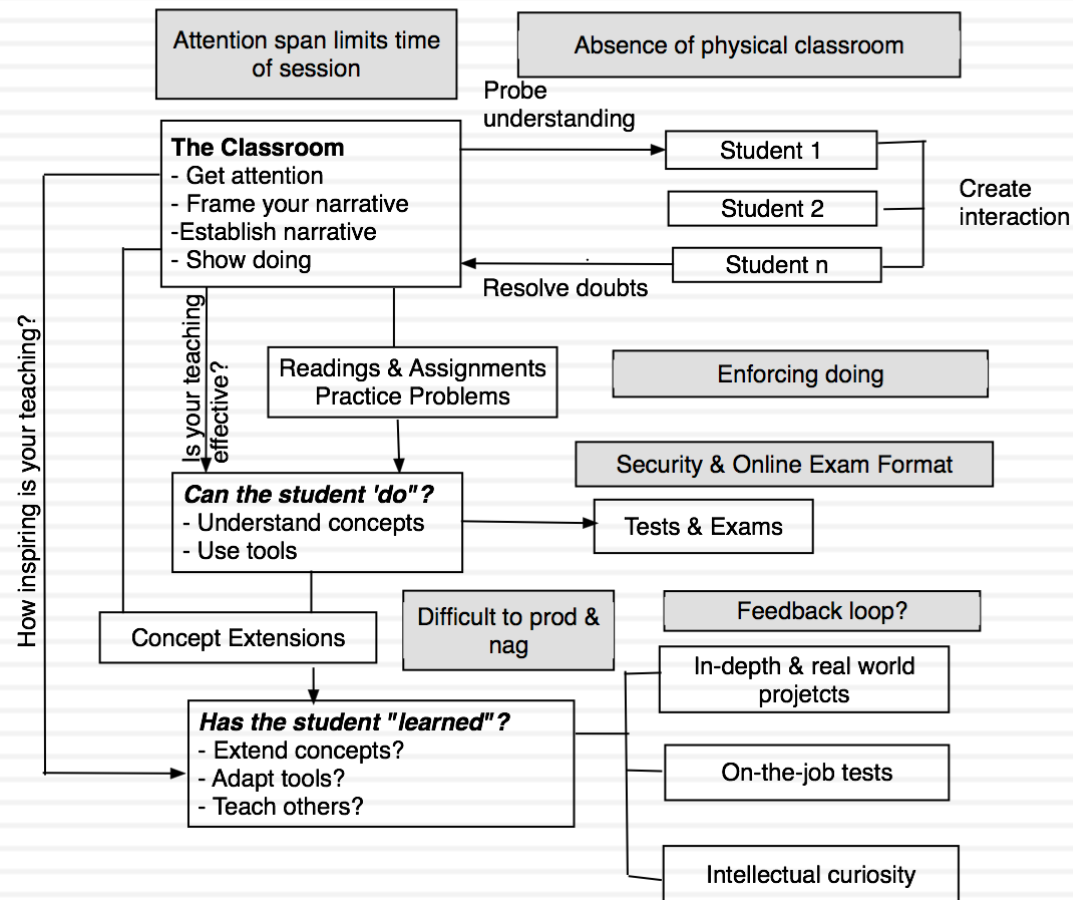 Attention span limits time
of session
Absence of physical classroom
Probe
understanding
The Classroom
- Get attention
- Frame your narrative
-Establish narrative
- Show doing
Student 1
Student 2
Student n
Create
interaction
Resolve doubts
How inspiring is your teaching?
Is your teaching
effective?
Readings & Assignments
Practice Problems
Enforcing doing
Security & Online Exam Format
Can the student 'do"?
- Understand concepts
- Use tools
Tests & Exams
Concept Extensions
Difficult to prod &
nag
Feedback loop?
In-depth & real world
projetcts
Has the student "learned"?
- Extend concepts?
- Adapt tools?
- Teach others?
On-the-job tests
Intellectual curiosity